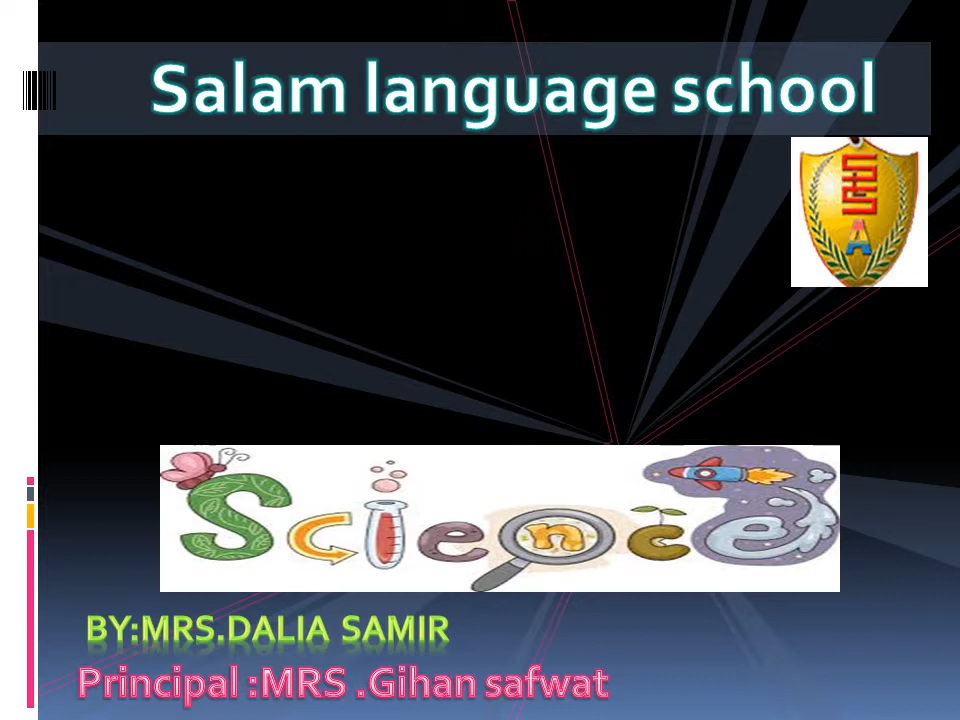 Salam language school
A
Science
BY:MRS.DALIA SAMIR
Principal :MRS .Gihan safwat